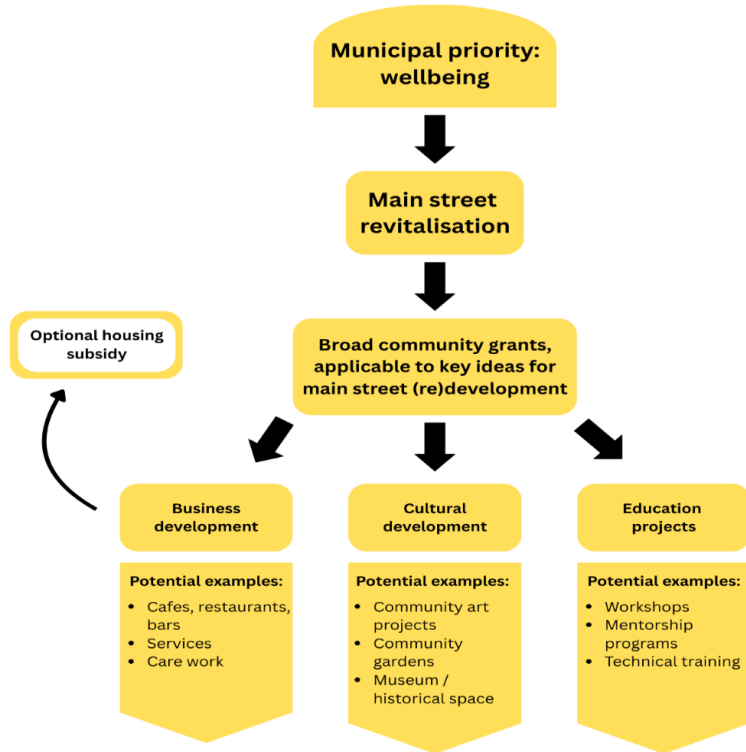 Municipal priority:
wellbeing
Main street
revitalisation
Optional housing
subsidy
Broad community grants,
applicable to key ideas for
main street (re)development
Business
development
Cultural
development
Education
projects
Potential examples:
• Cafes, restaurants,
bars
• Services
• Care work
Potential examples:
• Community art
projects
• Community
gardens
• Museum /
historical space
Potential examples:
• Workshops
• Mentorship
programs
• Technical training